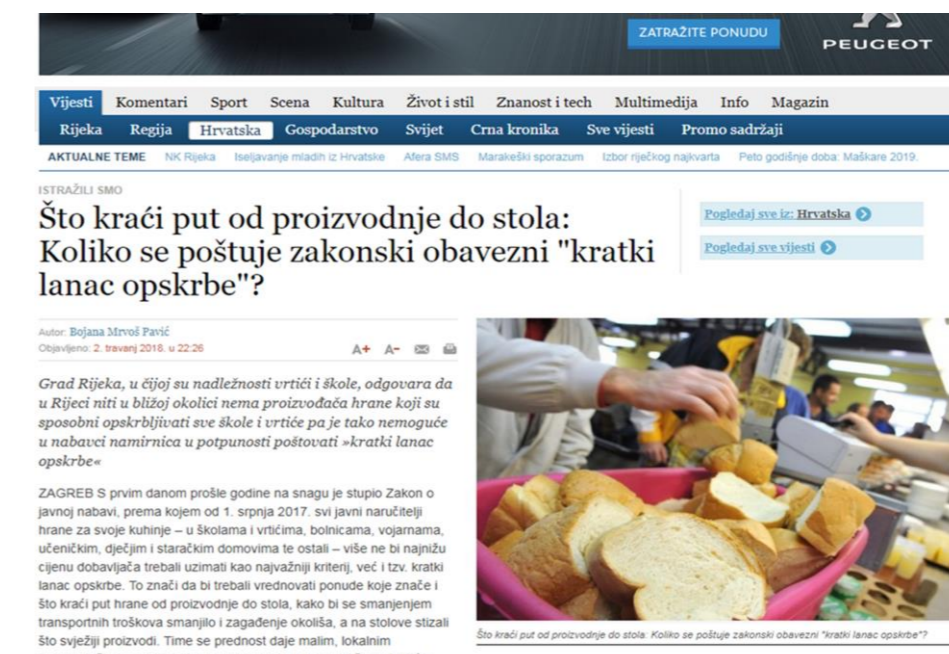 ZATRAŽITE PONUDU
PEUGEOT
Vijesti Komentari Sport Scena Kultura Život i stil Znanost i tech Multimedija Info Magazin
Rijeka Regija Hrvatska Gospodarstvo Svijet Crna kronika Sve vijesti Promo sadržaji
AKTUALNE TEME NK Rijeka Iseljavanje mladih iz Hrvatske Afera SMS Marakeški sporazum Izbor riječkog najkvarta Peto godišnje doba: Maškare 2019.
ISTRAŽILI SMO
Što kraći put od proizvodnje do stola:
Koliko se poštuje zakonski obavezni "kratki
lanac opskrbe"?
Pogledaj sve iz: Hrvatska
Pogledaj sve vijesti
Autor: Bojana Mrvoš Pavić
Objavljeno: 2. travanj 2018. u 22:26
A+ A-
Grad Rijeka, u čijoj su nadležnosti vrtići i škole, odgovara da
u Rijeci niti u bližoj okolici nema proizvođača hrane koji su
sposobni opskrbljivati sve škole i vrtiće pa je tako nemoguće
u nabavci namirnica u potpunosti poštovati »kratki lanac
opskrbe«
ZAGREB S prvim danom prošle godine na snagu je stupio Zakon o
javnoj nabavi, prema kojem od 1. srpnja 2017. svi javni naručitelji
hrane za svoje kuhinje – u školama i vrtićima, bolnicama, vojarnama,
učeničkim, dječjim i staračkim domovima te ostali – više ne bi najnižu
cijenu dobavljača trebali uzimati kao najvažniji kriterij, već i tzv. kratki
lanac opskrbe. To znači da bi trebali vrednovati ponude koje znače i
što kraći put hrane od proizvodnje do stola, kako bi se smanjenjem
transportnih troškova smanjilo i zagađenje okoliša, a na stolove stizali
što svježiji proizvodi. Time se prednost daje malim, lokalnim
Što kraći put od proizvodnje do stola: Koliko se poštuje zakonski obavezni "kratki lanac opskrbe"?